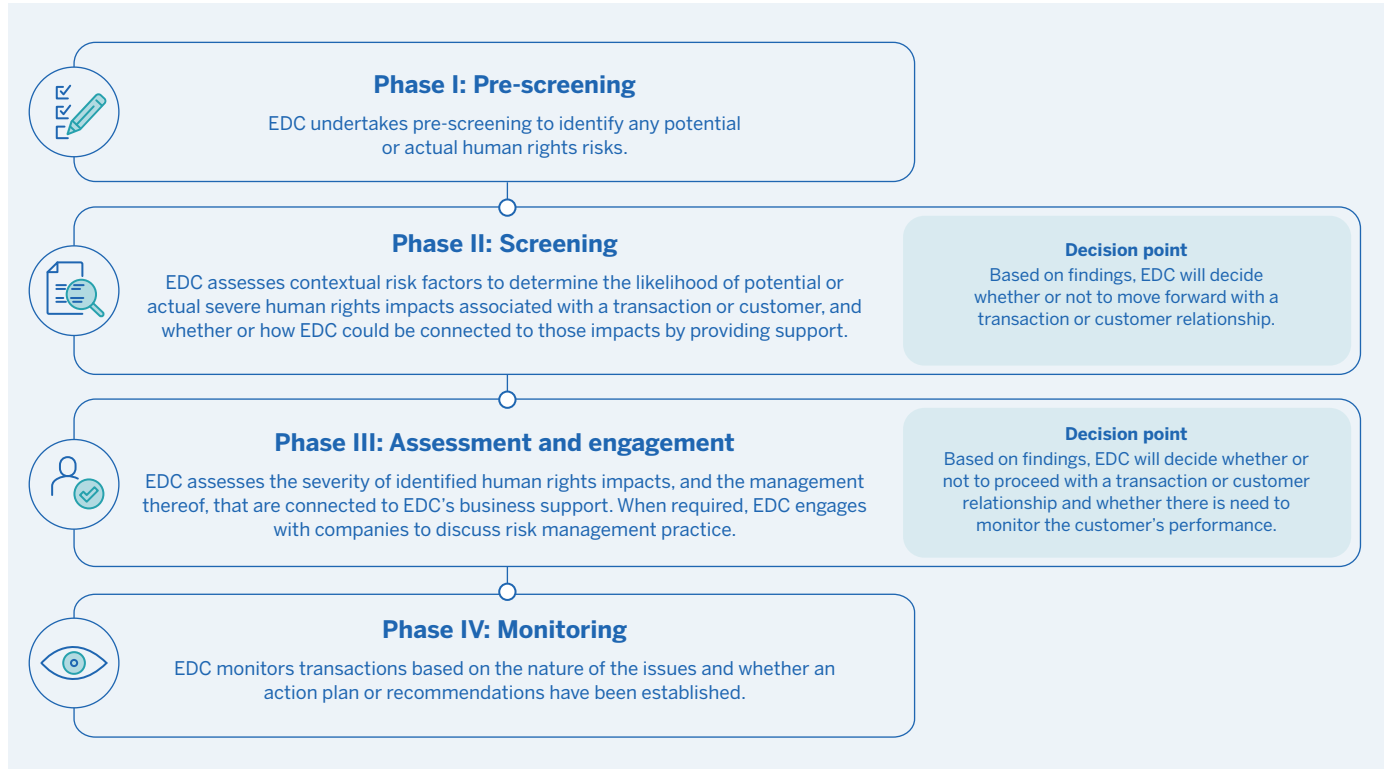 Phase I: Pre-screening
EDC undertakes pre-screening to identify any potential
or actual human rights risks.
Phase II: Screening
EDC assesses contextual risk factors to determine the likelihood of potential or
actual severe human rights impacts associated with a transaction or customer, and
whether or how EDC could be connected to those impacts by providing support.
Decision point
Based on findings, EDC will decide
whether or not to move forward with a
transaction or customer relationship.
Phase III: Assessment and engagement
EDC assesses the severity of identified human rights impacts, and the management
thereof, that are connected to EDC’s business support. When required, EDC engages
with companies to discuss risk management practice.
Decision point
Based on findings, EDC will decide whether or
not to proceed with a transaction or customer
relationship and whether there is need to
monitor the customer’s performance.
Phase IV: Monitoring
EDC monitors transactions based on the nature of the issues and whether an
action plan or recommendations have been established.